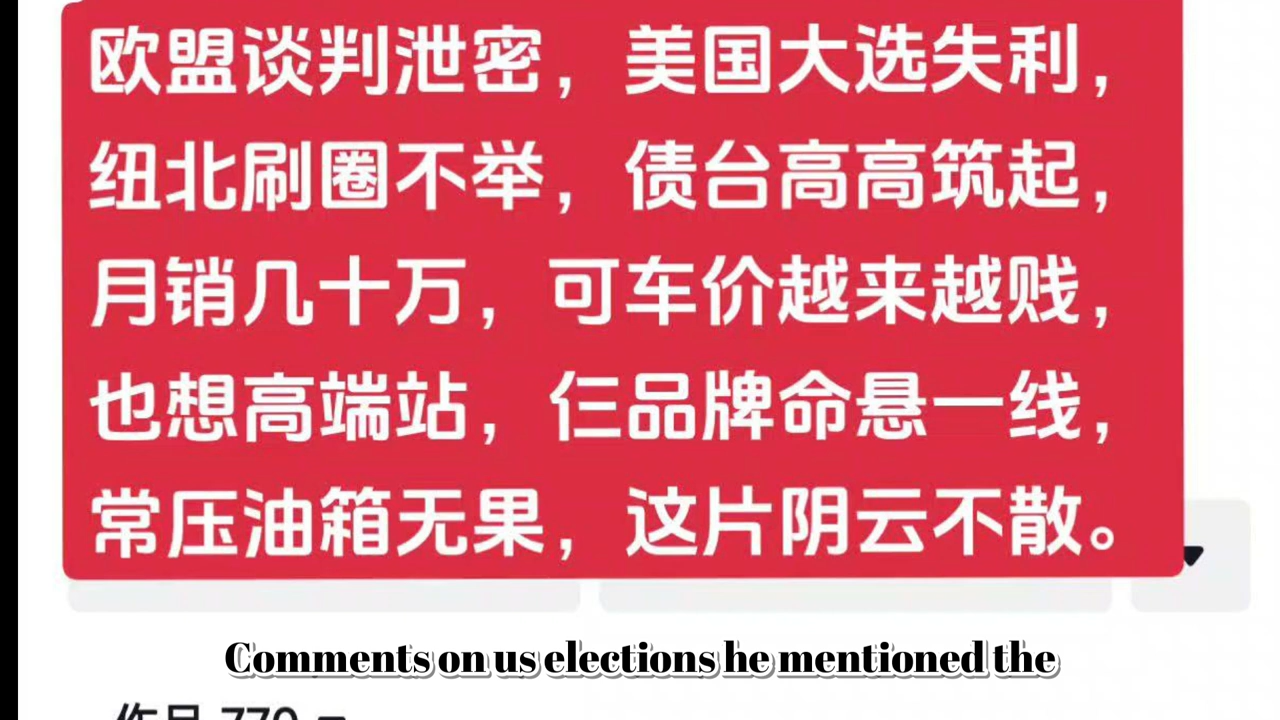 欧盟谈判泄密，美国大选失利，
纽北刷圈不举，债台高高筑起，
月销几十万，可车价越来越贱，
也想高端站，仨品牌命悬一线，
常压油箱无果，这片阴云不散。
Comments on us elections he mentioned the
作品 770